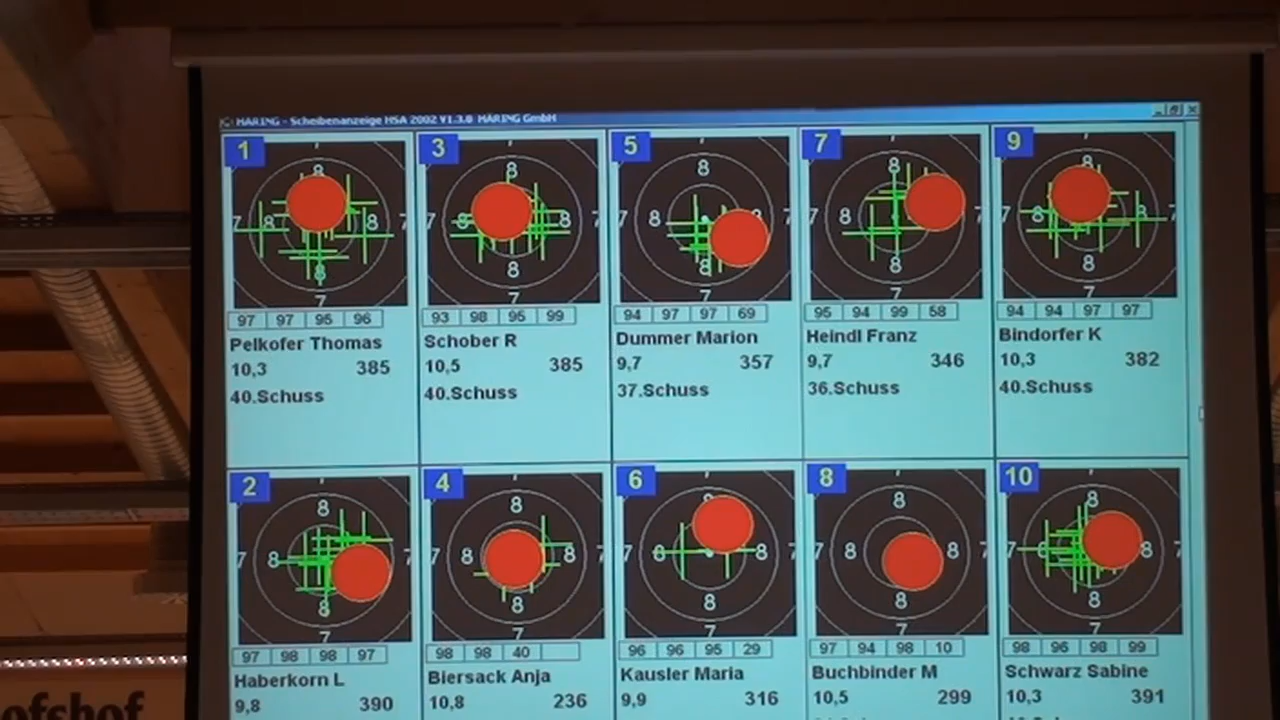 HÄRING - Scheibenanzeige HSA 2002 V1.3.0 HÄRING GmbH
1 3 5 7 9
97 97 95 96
Pelkofer Thomas
10,3 385
40.Schuss
93 98 95 99
Schober R
10,5 385
40.Schuss
94 97 97 69
Dummer Marion
9,7 357
37.Schuss
95 94 99 58
Heindl Franz
9,7 346
36.Schuss
94 94 97 97
Bindorfer K
10,3 382
40.Schuss
2 4 6 8 10
97 98 98 97
Haberkorn L
9,8 390
98 98 40
Biersack Anja
10,8 236
96 96 95 29
Kausler Maria
9,9 316
97 94 98 10
Buchbinder M
10,5 299
98 96 98 99
Schwarz Sabine
10,3 391
ofshof